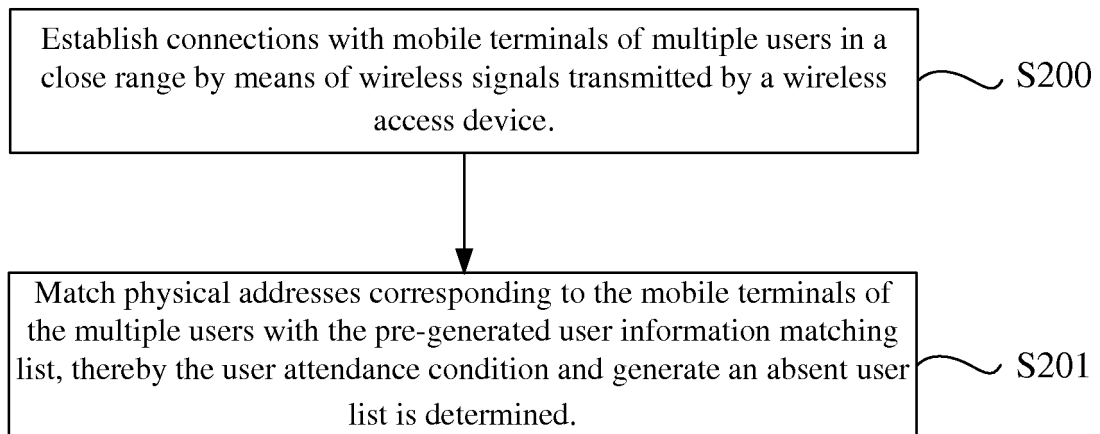 Establish connections with mobile terminals of multiple users in a
close range by means of wireless signals transmitted by a wireless
access device.
S200
Match physical addresses corresponding to the mobile terminals of
the multiple users with the pre-generated user information matching
list, thereby the user attendance condition and generate an absent user
list is determined.
S201